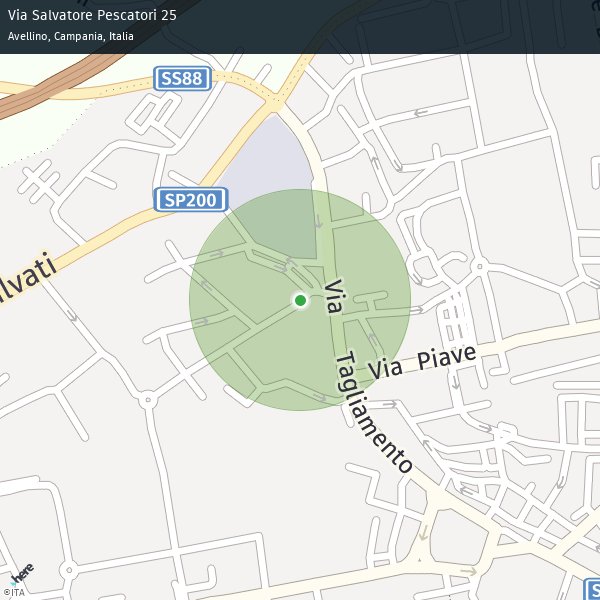 Via Salvatore Pescatori 25
Avellino, Campania, Italia
SS88
SP200
lvati
Via Tagliamento
Via Piave
here
©ITA
S